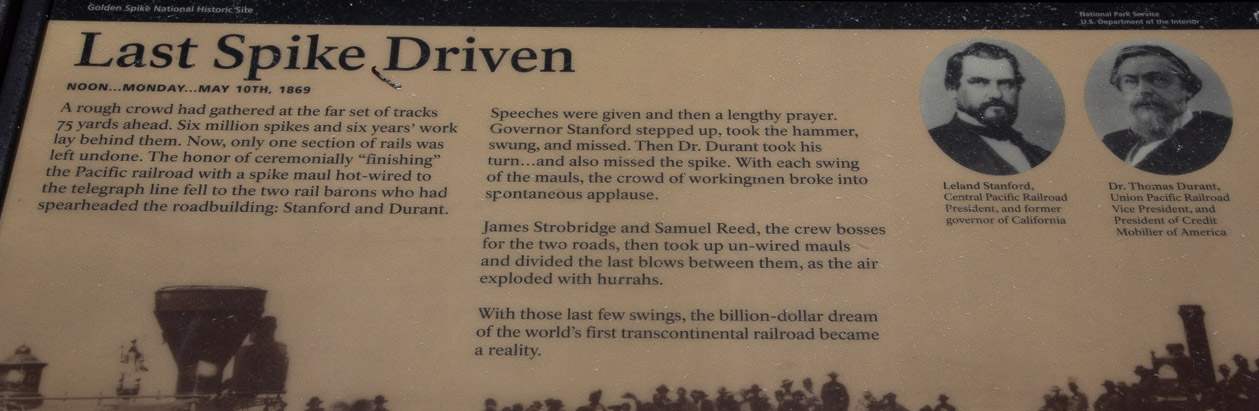 Golden Spike National Historic Site
National Park Service
U.S. Department of the Interior
Last Spike Driven
NOON...MONDAY...MAY 10TH, 1869
A rough crowd had gathered at the far set of tracks
75 yards ahead. Six million spikes and six years' work
lay behind them. Now, only one section of rails was
left undone. The honor of ceremonially "finishing"
the Pacific railroad with a spike maul hot-wired to
the telegraph line fell to the two rail barons who had
spearheaded the roadbuilding: Stanford and Durant.
Speeches were given and then a lengthy prayer.
Governor Stanford stepped up, took the hammer,
swung, and missed. Then Dr. Durant took his
turn...and also missed the spike. With each swing
of the mauls, the crowd of workingmen broke into
spontaneous applause.
James Strobridge and Samuel Reed, the crew bosses
for the two roads, then took up un-wired mauls
and divided the last blows between them, as the air
exploded with hurrahs.
With those last few swings, the billion-dollar dream
of the world's first transcontinental railroad became
a reality.
Leland Stanford,
Central Pacific Railroad
President, and former
governor of California
Dr. Thomas Durant,
Union Pacific Railroad
Vice President, and
President of Credit
Mobilier of America